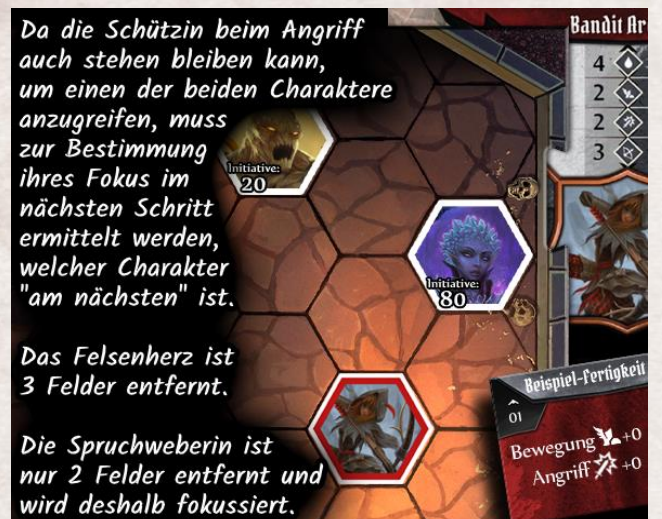 Da die Schützin beim Angriff
auch stehen bleiben kann,
um einen der beiden Charaktere
anzugreifen, muss
zur Bestimmung
ihres Fokus im
nächsten Schritt
ermittelt werden,
welcher Charakter
"am nächsten" ist.
Das Felsenherz ist
3 Felder entfernt.
Die Spruchweberin ist
nur 2 Felder entfernt und
wird deshalb fokussiert.
Initiative:
20
Initiative:
80
Bandit Ar
4
2
2
3
Beispiel-Fertigkeit
01
Bewegung +0
Angriff +0